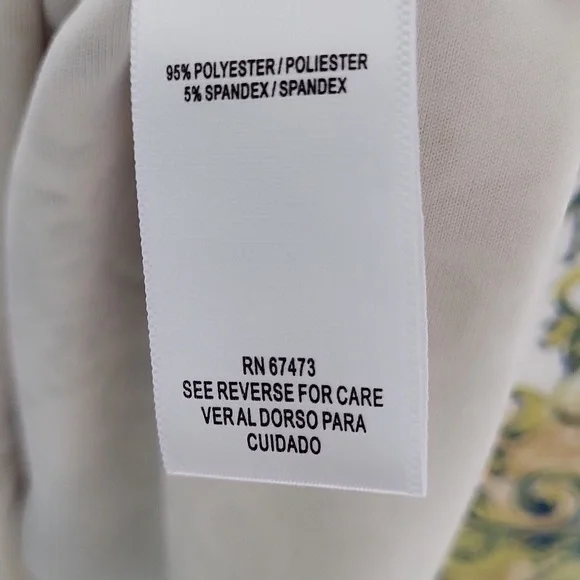 95% POLYESTER / POLIESTER
5% SPANDEX / SPANDEX
RN 67473
SEE REVERSE FOR CARE
VER AL DORSO PARA
CUIDADO